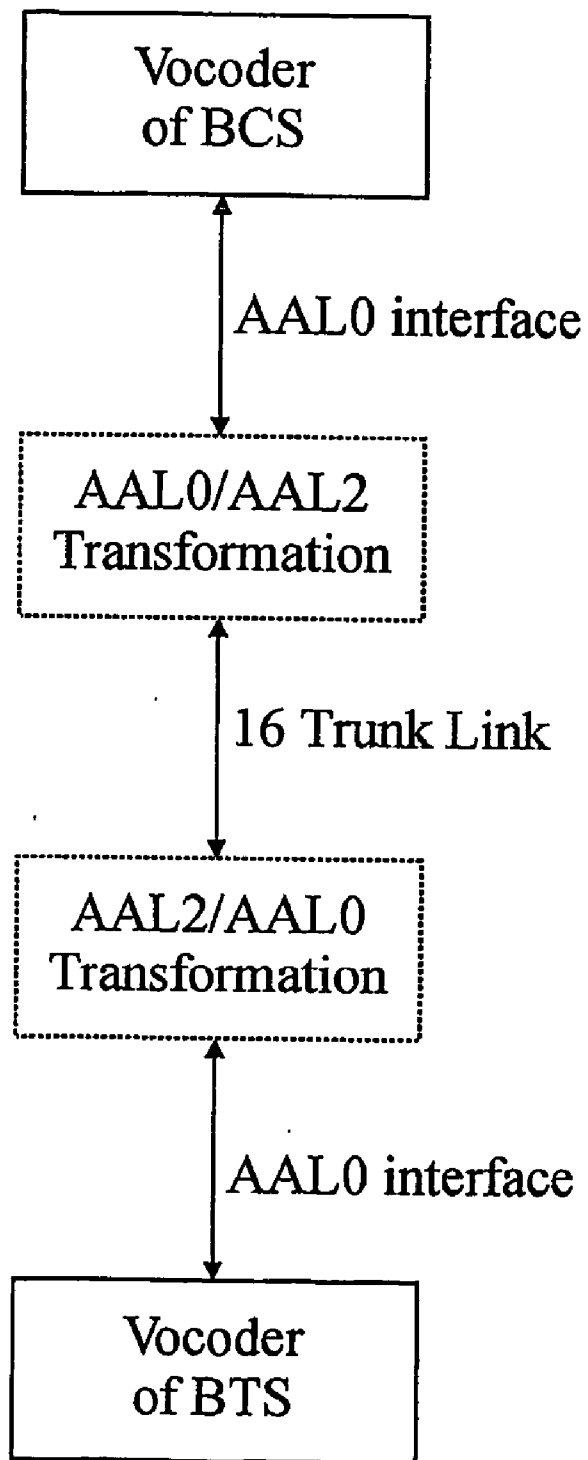 Vocoder
of BCS
AAL0 interface
AAL0/AAL2
Transformation
16 Trunk Link
AAL2/AAL0
Transformation
AAL0 interface
Vocoder
of BTS